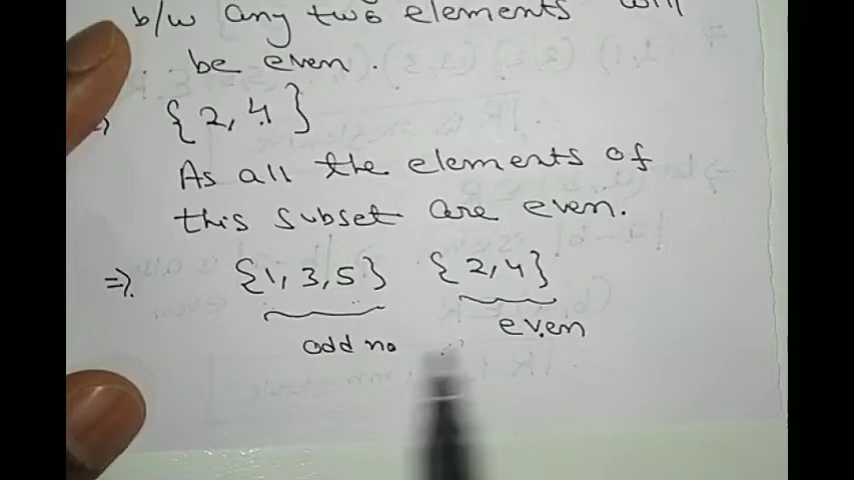 b/w any two elements will
be even.
{2, 4}
As all the elements of
this subset are even.
⇒ {1, 3, 5} {2, 4}
odd no even